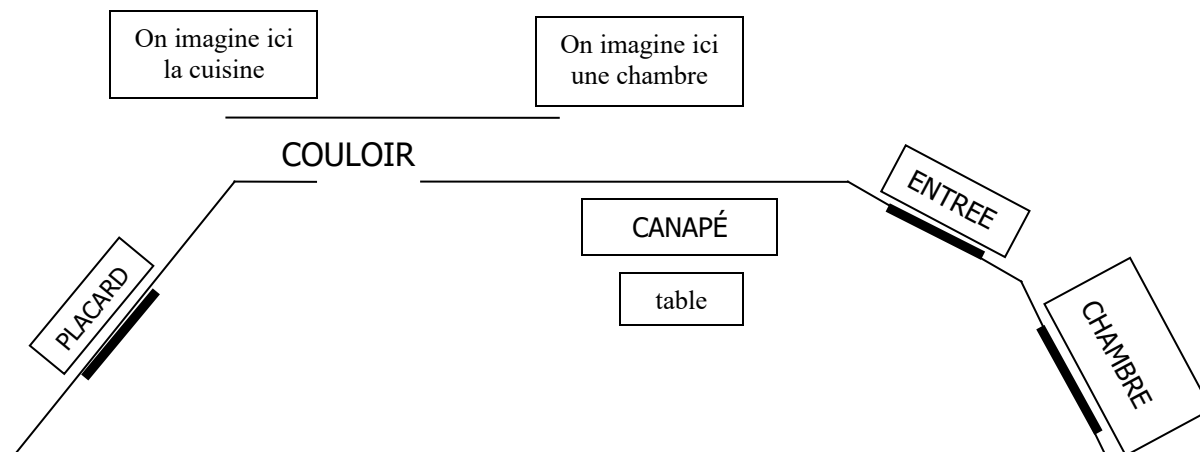 On imagine ici
la cuisine
On imagine ici
une chambre
COULOIR
ENTREE
CANAPÉ
PLACARD
table
CHAMBRE